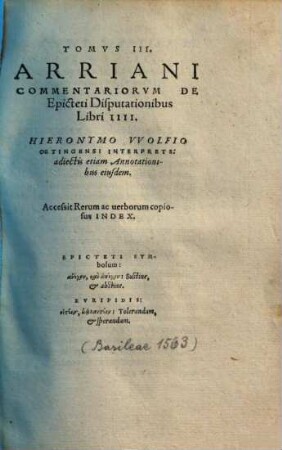 TOMVS III.
ARRIANI
COMMENTARIORVM DE
Epicteti Disputationibus
Libri IIII.
HIERONYMO VVOLFIO
OETINGENSI INTERPRETE:
adiectis etiam Annotationi-
bus eiusdem.
Accessit Rerum ac uerborum copio-
sus INDEX.
EPICTETI SYM-
bolum:
ἀνέχου, καὶ ἀπέχου: Sustine,
& abstine.
EVRIPIDIS:
Tolerandum,
& sperandum.
(Basileae 1563)